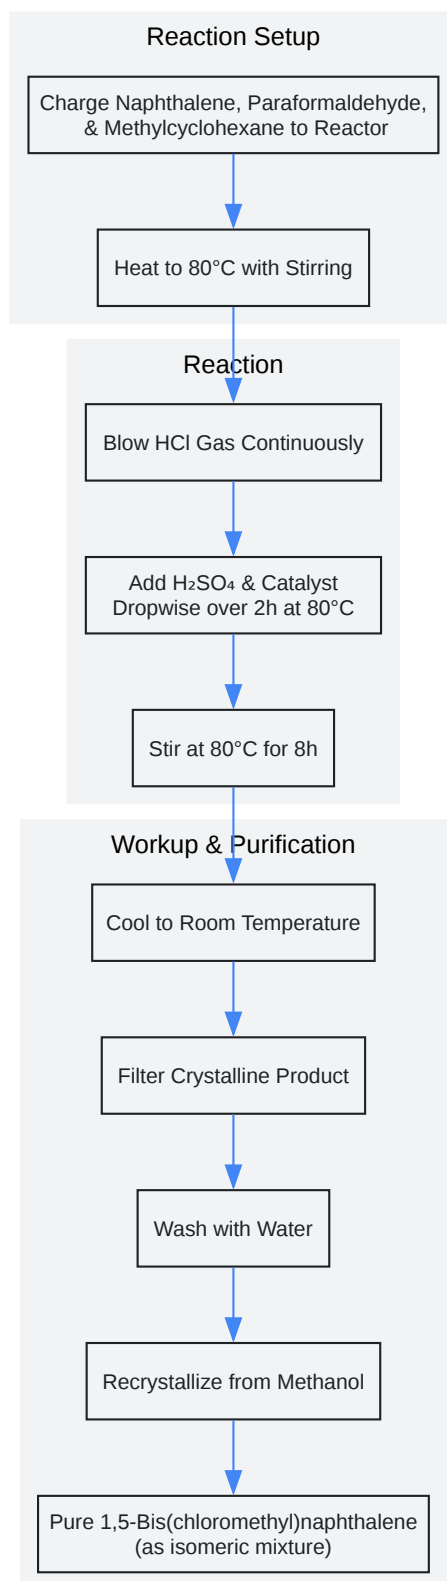 Reaction Setup
Charge Naphthalene, Paraformaldehyde,
& Methylcyclohexane to Reactor
Heat to 80°C with Stirring
Reaction
Blow HCl Gas Continuously
Add H₂SO₄ & Catalyst
Dropwise over 2h at 80°C
Stir at 80°C for 8h
Workup & Purification
Cool to Room Temperature
Filter Crystalline Product
Wash with Water
Recrystallize from Methanol
Pure 1,5-Bis(chloromethyl)naphthalene
(as isomeric mixture)